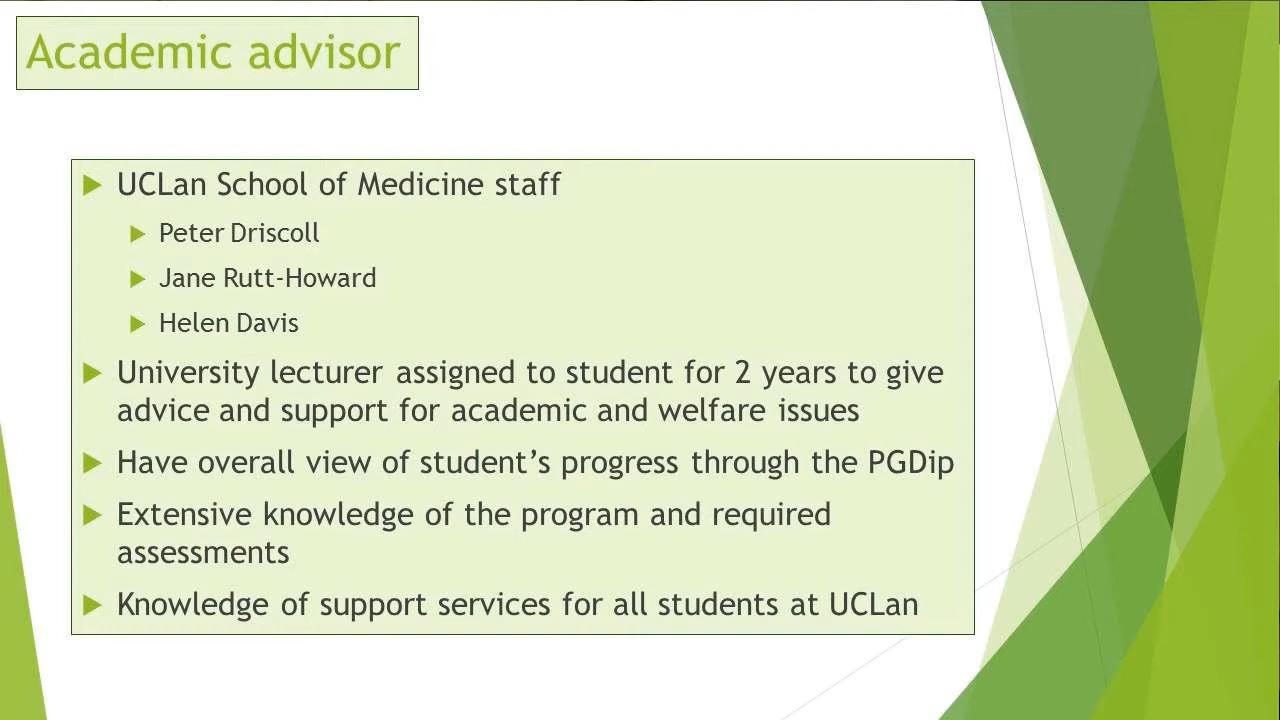 Academic advisor
UCLan School of Medicine staff
Peter Driscoll
Jane Rutt-Howard
Helen Davis
University lecturer assigned to student for 2 years to give
advice and support for academic and welfare issues
Have overall view of student’s progress through the PGDip
Extensive knowledge of the program and required
assessments
Knowledge of support services for all students at UCLan